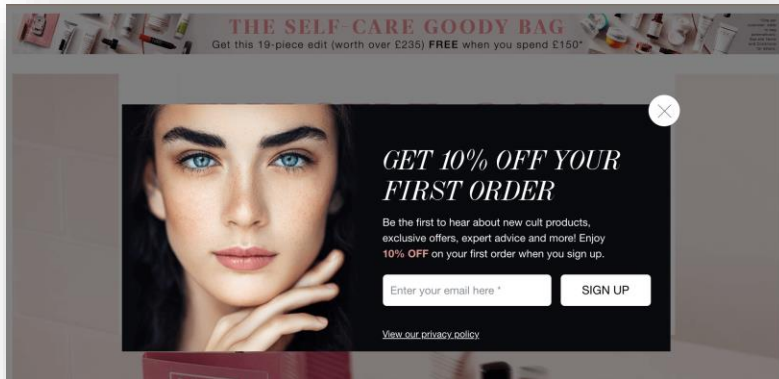 THE SELF-CARE GOODY BAG
Get this 19-piece edit (worth over £235) FREE when you spend £150*
GET 10% OFF YOUR
FIRST ORDER
Be the first to hear about new cult products,
exclusive offers, expert advice and more! Enjoy
10% OFF on your first order when you sign up.
Enter your email here *
SIGN UP
View our privacy policy